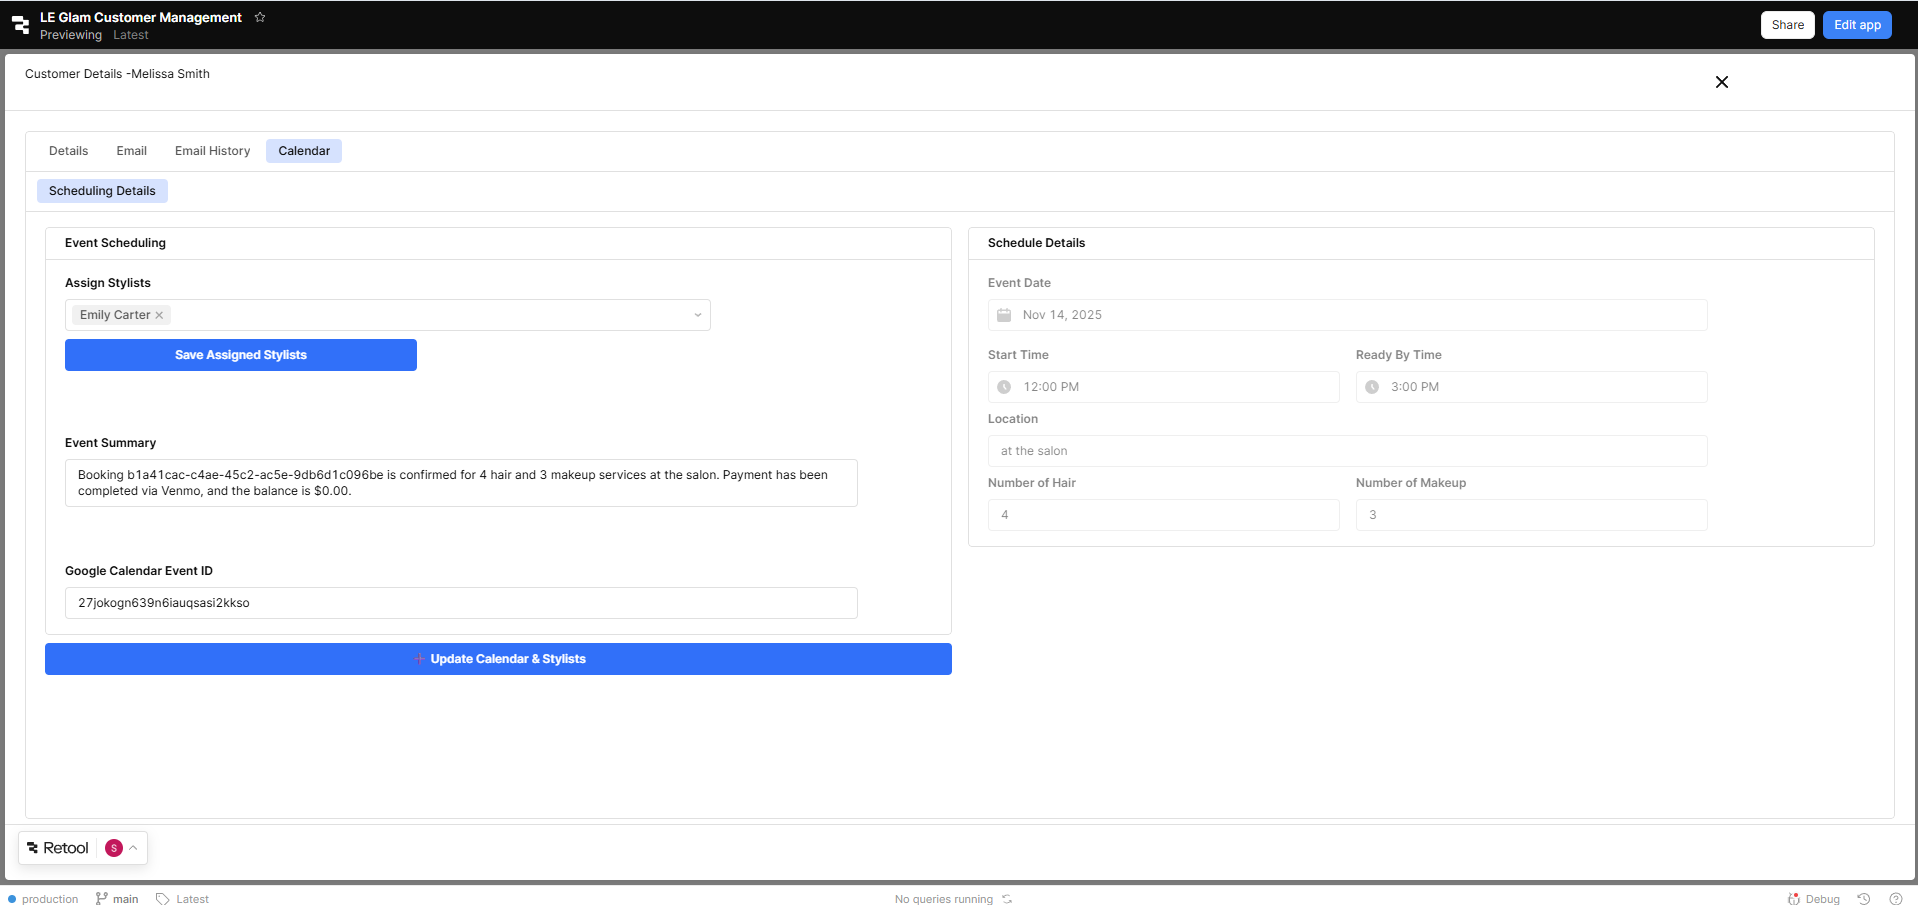 LE Glam Customer Management
Previewing Latest
Share
Edit app
Customer Details -Melissa Smith
Details
Email
Email History
Calendar
Scheduling Details
Event Scheduling
Assign Stylists
Emily Carter
Save Assigned Stylists
Event Summary
Booking b1a41cac-c4ae-45c2-ac5e-9db6d1c096be is confirmed for 4 hair and 3 makeup services at the salon. Payment has been
completed via Venmo, and the balance is $0.00.
Google Calendar Event ID
27jokogn639n6iauqsasi2kkso
Update Calendar & Stylists
Schedule Details
Event Date
Nov 14, 2025
Start Time
Ready By Time
12:00 PM
3:00 PM
Location
at the salon
Number of Hair
Number of Makeup
4
3
Retool
S
production
main
Latest
No queries running
Debug